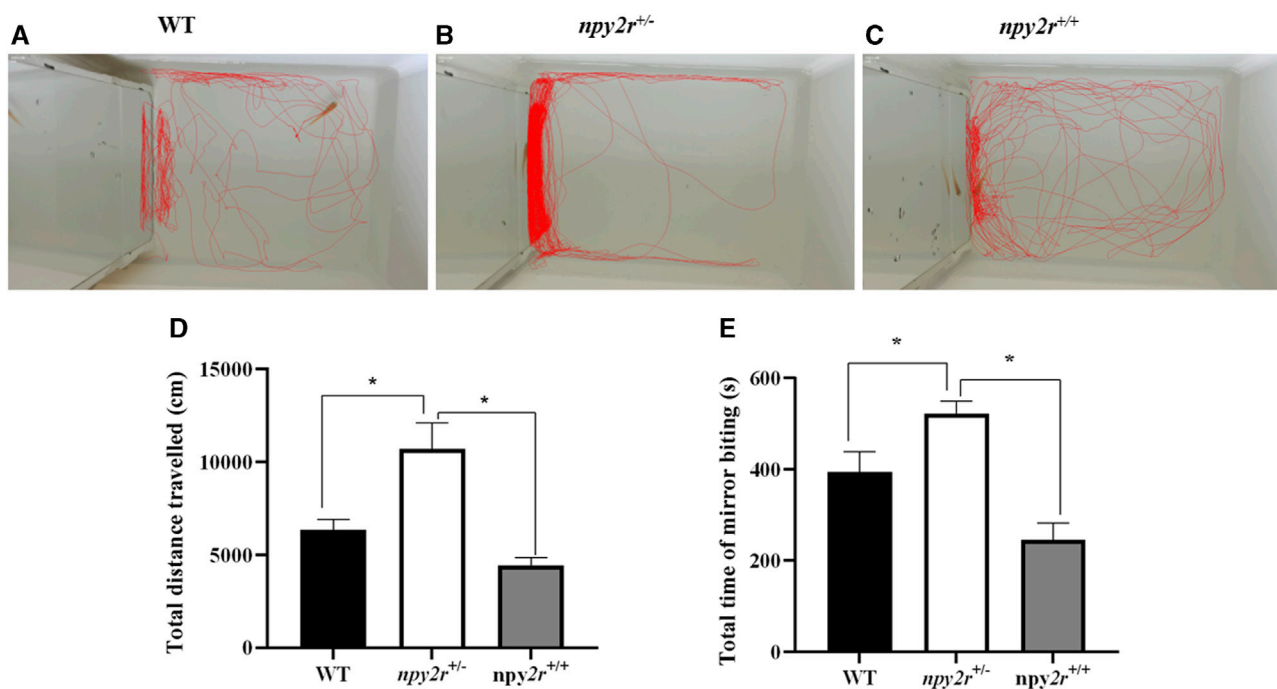 A WT B npy2r+/- C npy2r+/+
D
Total distance travelled (cm)
15000
10000
5000
0
*
*
WT npy2r+/- npy2r+/+
E
Total time of mirror biting (s)
600
400
200
0
*
*
WT npy2r+/- npy2r+/+